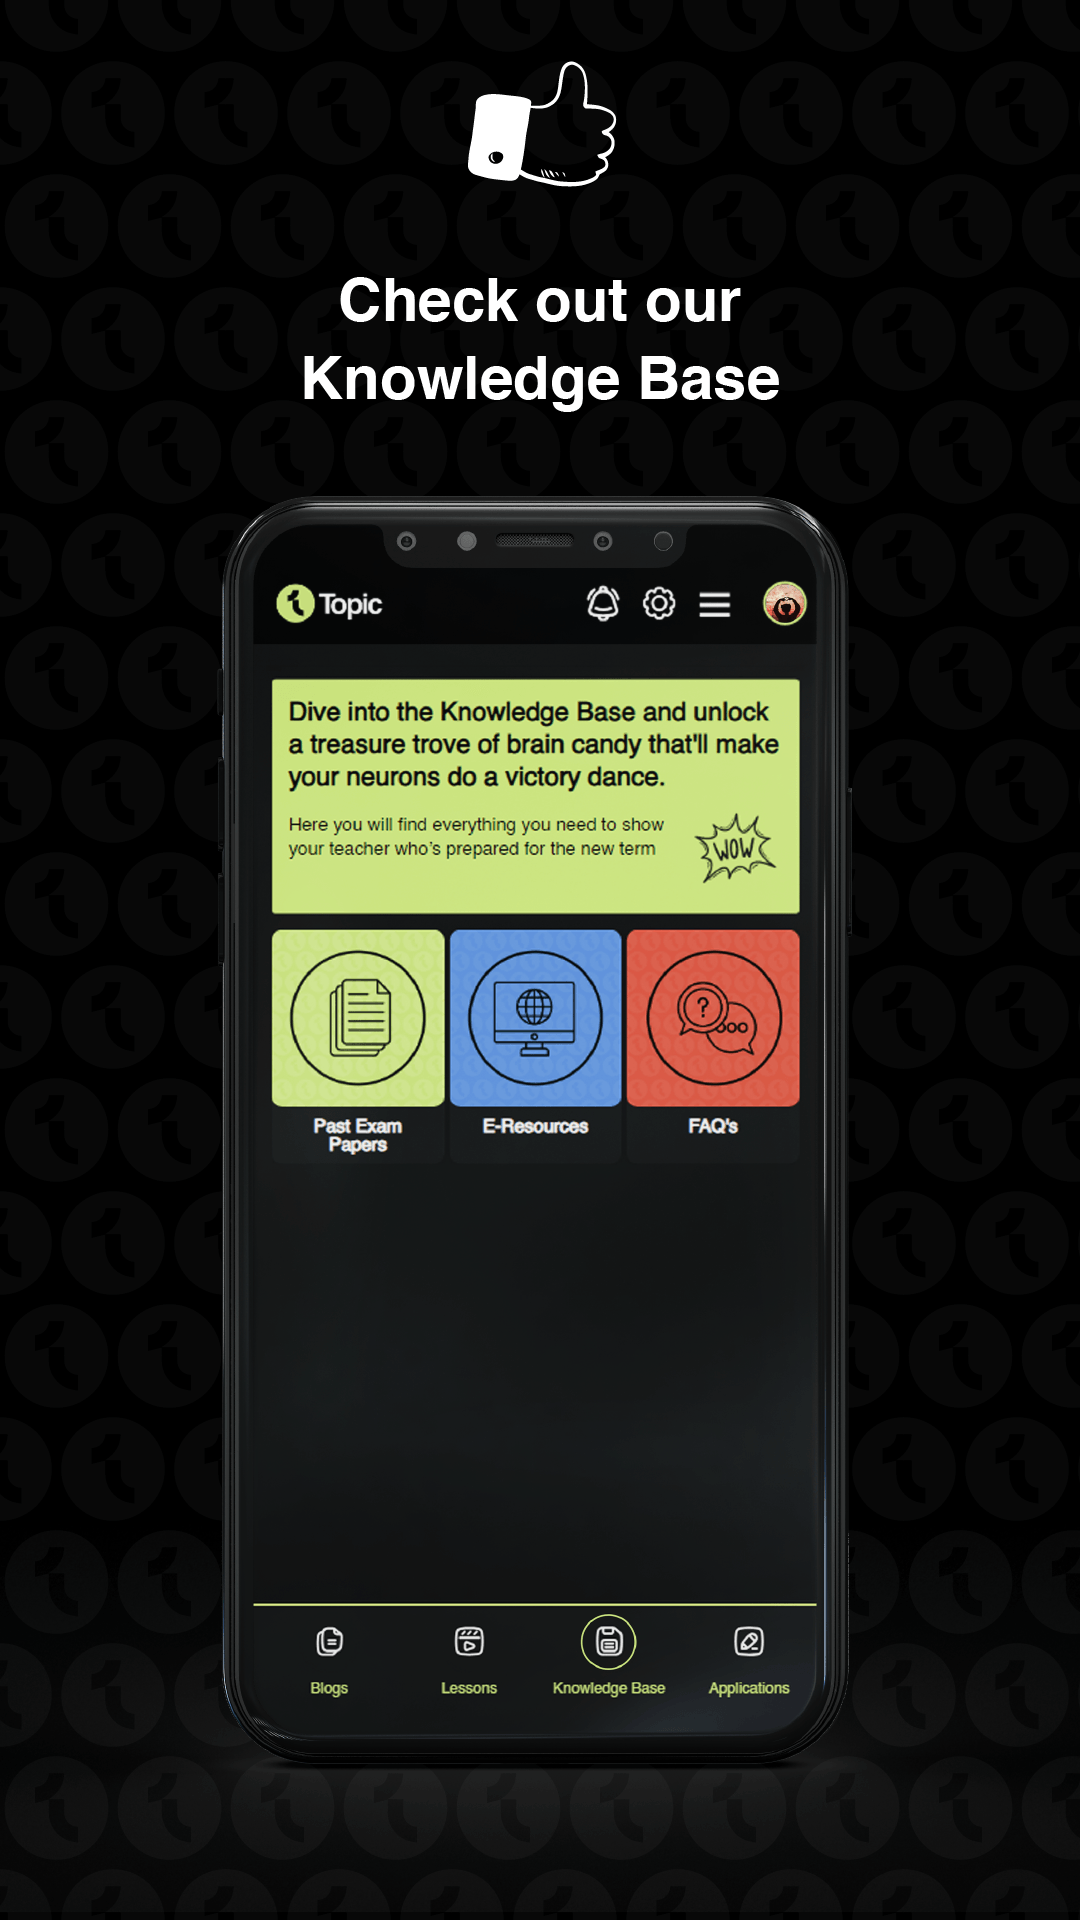 Check out our
Knowledge Base
Topic
Dive into the Knowledge Base and unlock
a treasure trove of brain candy that'll make
your neurons do a victory dance.
Here you will find everything you need to show
your teacher who's prepared for the new term
WOW
Past Exam
Papers
E-Resources
FAQ's
Blogs
Lessons
Knowledge Base
Applications